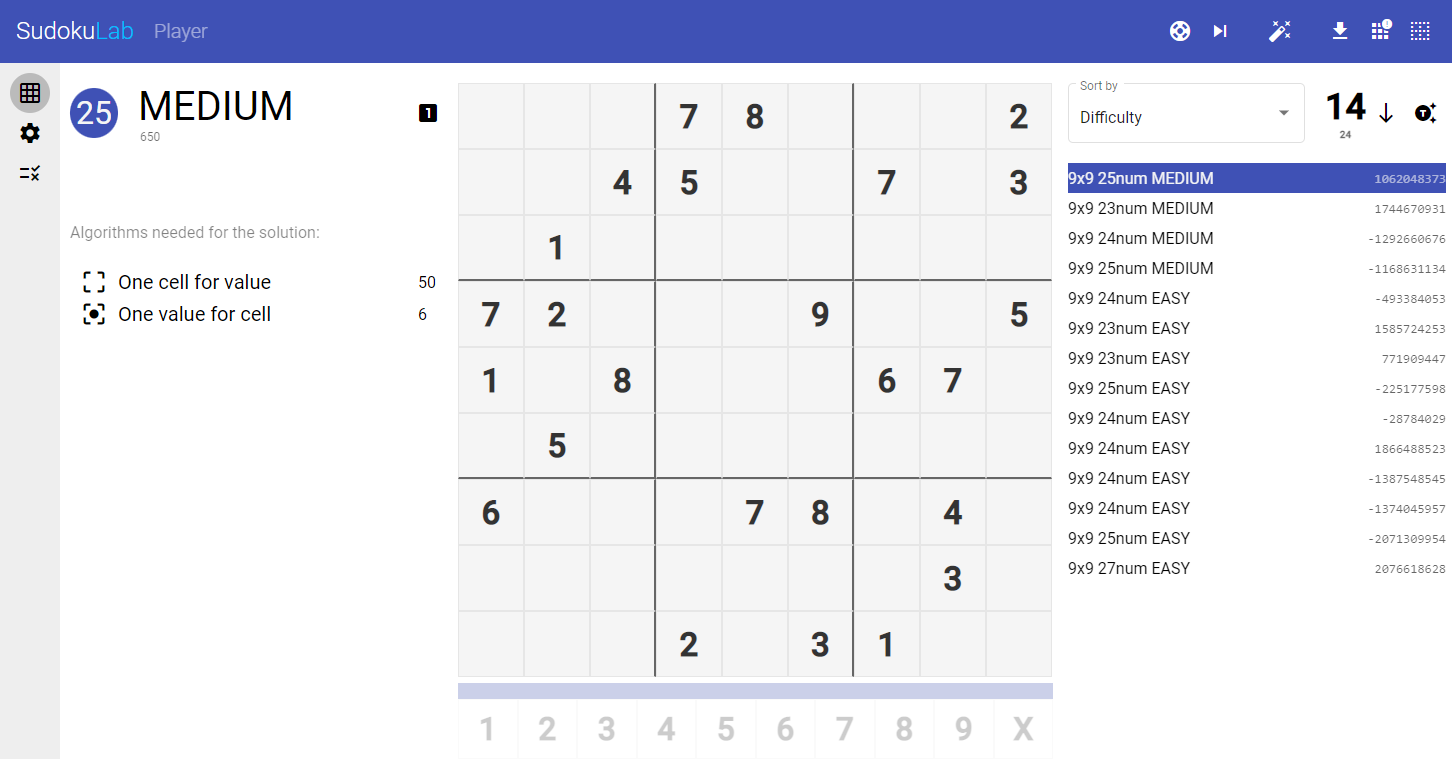 SudokuLab Player
25 MEDIUM 1
650
Algorithms needed for the solution:
One cell for value 50
One value for cell 6
7 8 2
4 5 7 3
1
7 2 9 5
1 8 6 7
5
6 7 8 4
3
2 3 1
1 2 3 4 5 6 7 8 9 X
Sort by
Difficulty
14
24
T
9x9 25num MEDIUM 1062048373
9x9 23num MEDIUM 1744670931
9x9 24num MEDIUM -1292660676
9x9 25num MEDIUM -1168631134
9x9 24num EASY -493384053
9x9 23num EASY 1585724253
9x9 23num EASY 771909447
9x9 25num EASY -225177598
9x9 24num EASY -28784029
9x9 24num EASY 1866488523
9x9 24num EASY -1387548545
9x9 24num EASY -1374045957
9x9 25num EASY -2071309954
9x9 27num EASY 2076618628